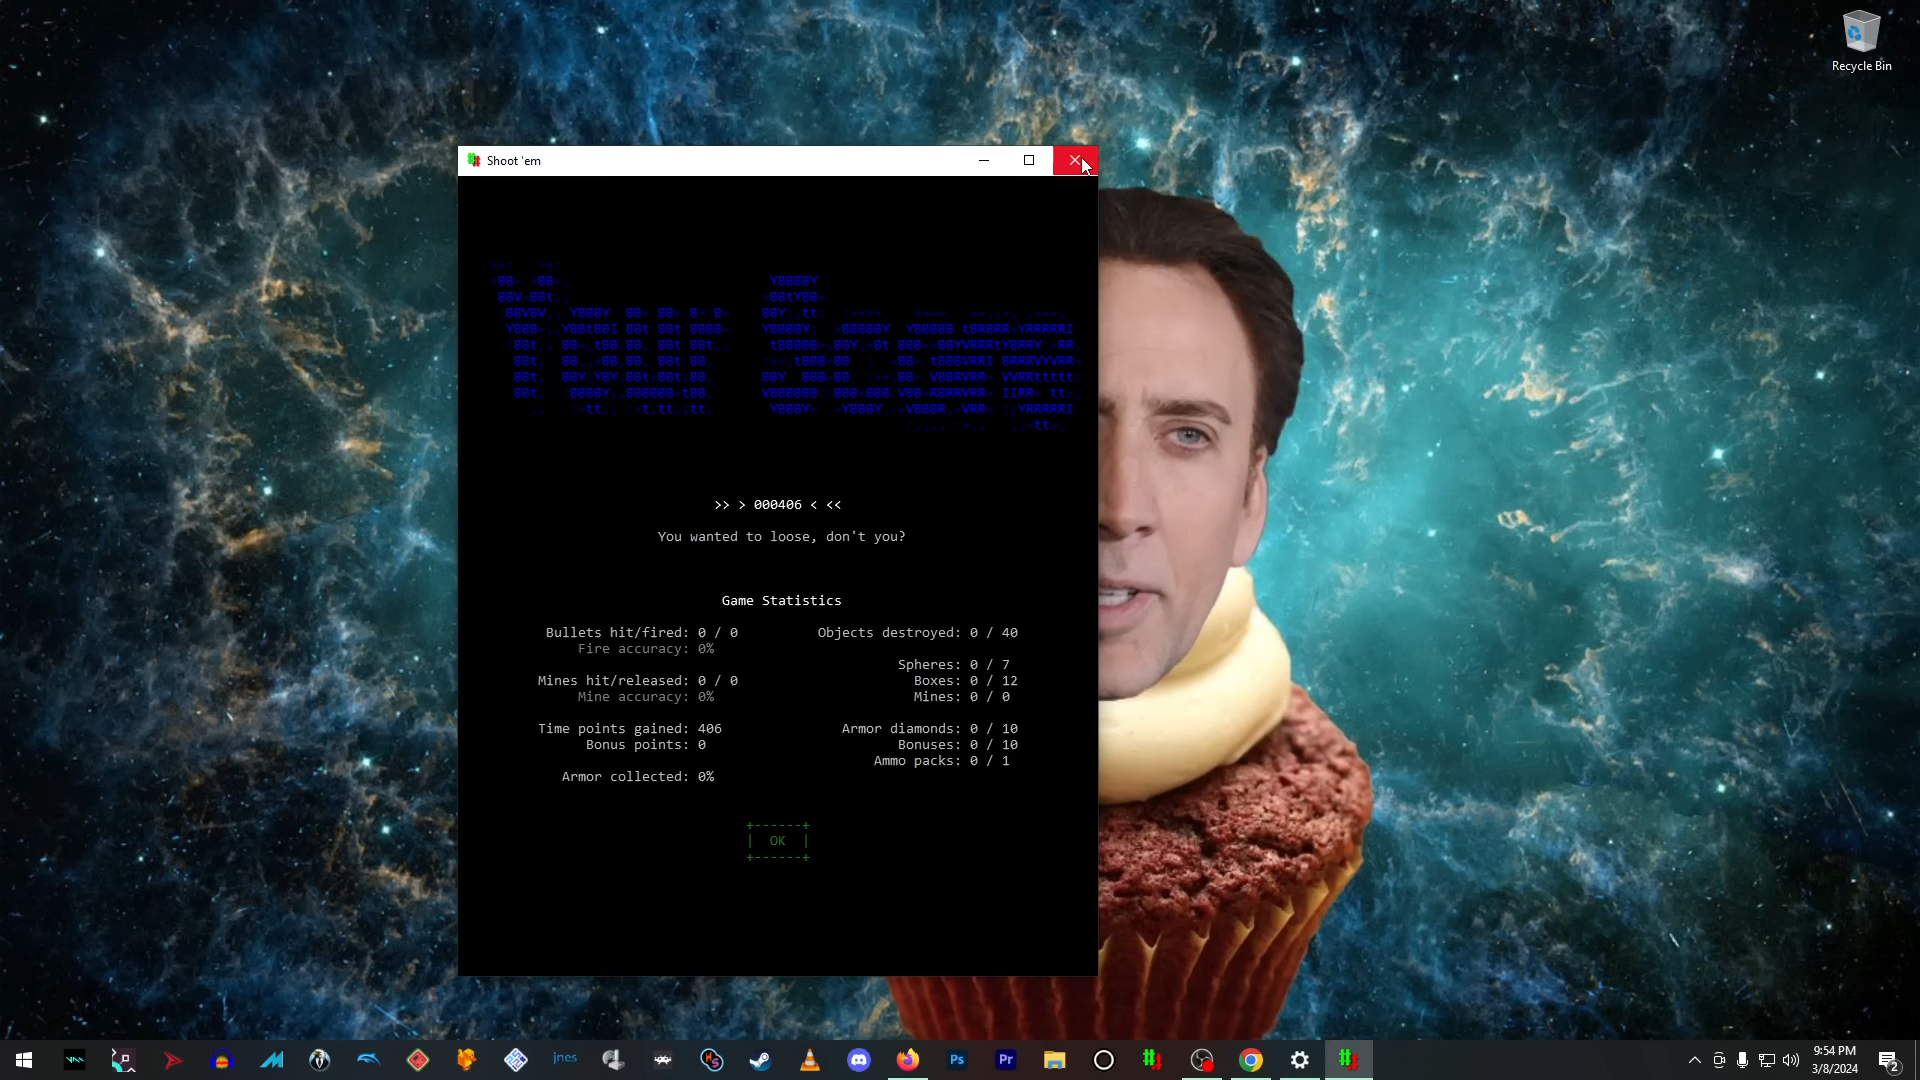 Recycle Bin
Shoot 'em
>> > 000406 < <<
You wanted to loose, don't you?
Game Statistics
Bullets hit/fired: 0 / 0
Fire accuracy: 0%
Mines hit/released: 0 / 0
Mine accuracy: 0%
Time points gained: 406
Bonus points: 0
Armor collected: 0%
Objects destroyed: 0 / 40
Spheres: 0 / 7
Boxes: 0 / 12
Mines: 0 / 0
Armor diamonds: 0 / 10
Bonuses: 0 / 10
Ammo packs: 0 / 1
OK
jnes
Ps
Pr
9:54 PM
3/8/2024
2